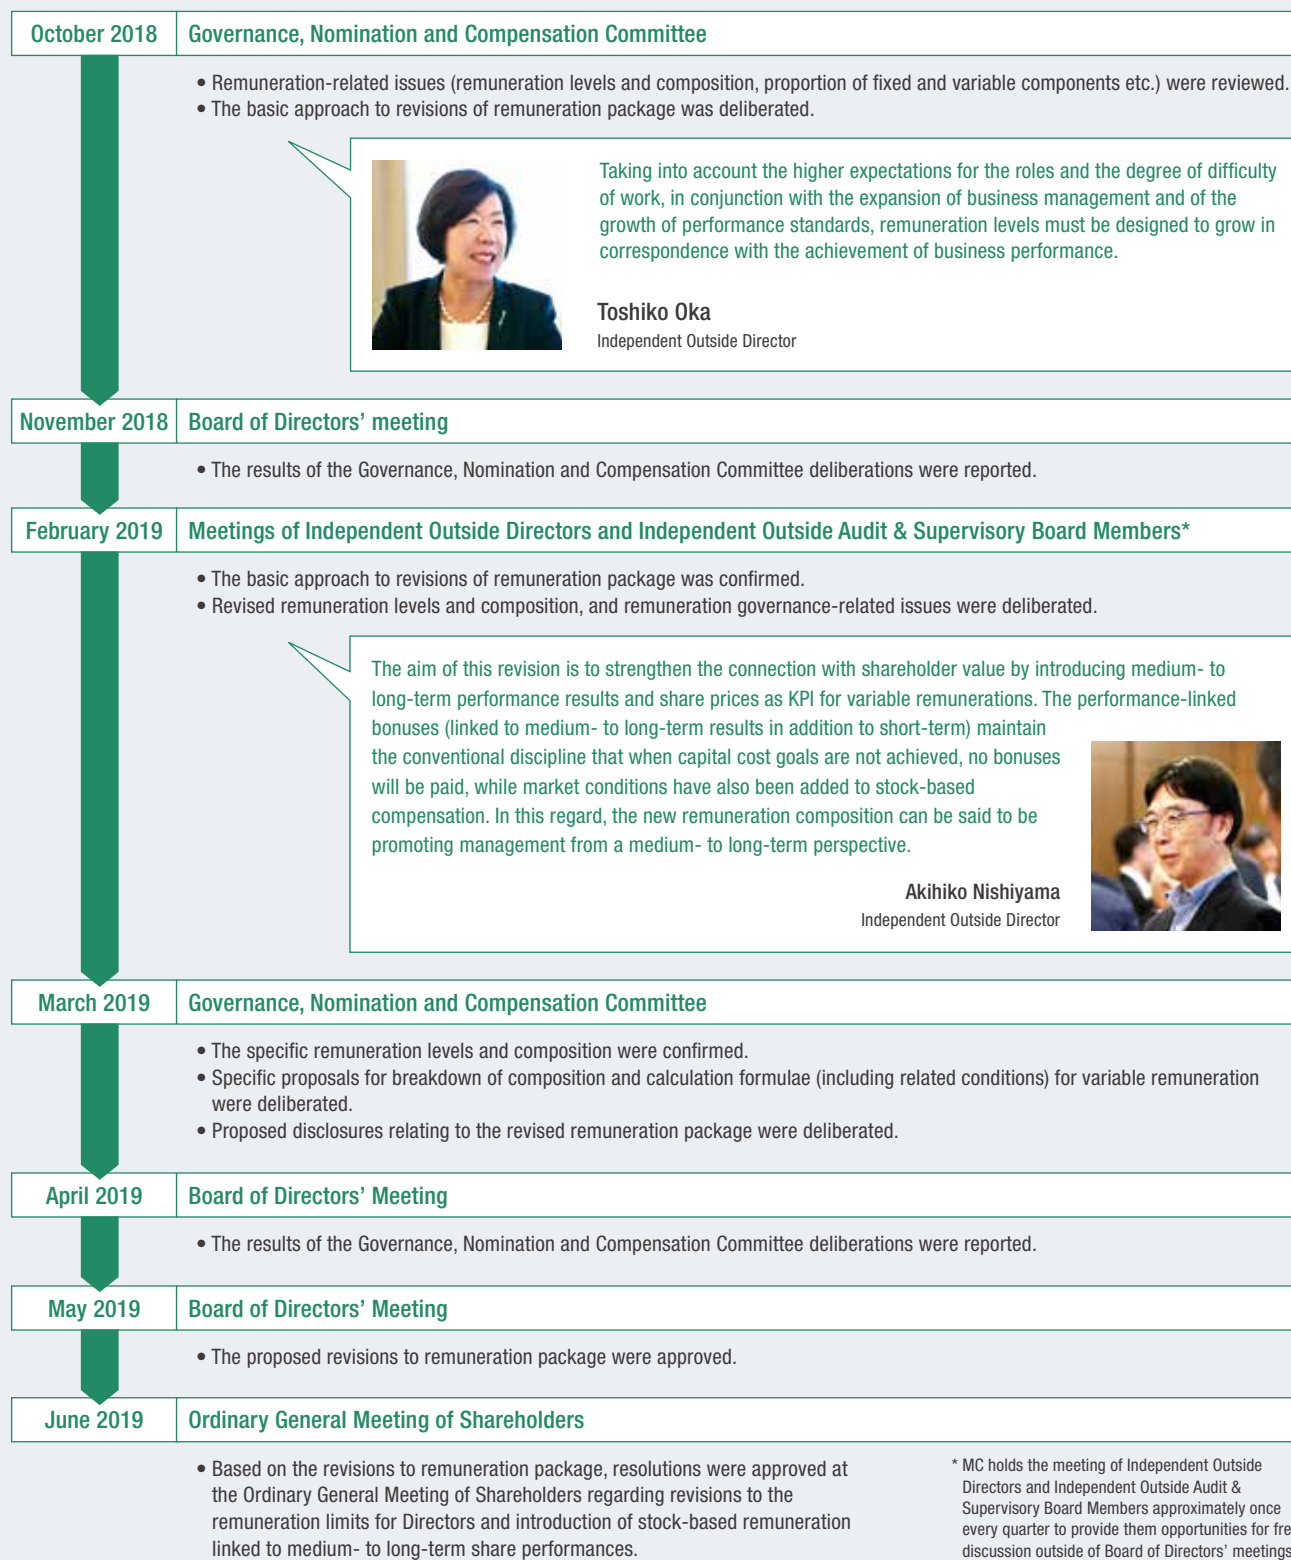 October 2018
Governance, Nomination and Compensation Committee
• Remuneration-related issues (remuneration levels and composition, proportion of fixed and variable components etc.) were reviewed.
• The basic approach to revisions of remuneration package was deliberated.
Taking into account the higher expectations for the roles and the degree of difficulty
of work, in conjunction with the expansion of business management and of the
growth of performance standards, remuneration levels must be designed to grow in
correspondence with the achievement of business performance.
Toshiko Oka
Independent Outside Director
November 2018
Board of Directors’ meeting
• The results of the Governance, Nomination and Compensation Committee deliberations were reported.
February 2019
Meetings of Independent Outside Directors and Independent Outside Audit & Supervisory Board Members*
• The basic approach to revisions of remuneration package was confirmed.
• Revised remuneration levels and composition, and remuneration governance-related issues were deliberated.
The aim of this revision is to strengthen the connection with shareholder value by introducing medium- to
long-term performance results and share prices as KPI for variable remunerations. The performance-linked
bonuses (linked to medium- to long-term results in addition to short-term) maintain
the conventional discipline that when capital cost goals are not achieved, no bonuses
will be paid, while market conditions have also been added to stock-based
compensation. In this regard, the new remuneration composition can be said to be
promoting management from a medium- to long-term perspective.
Akihiko Nishiyama
Independent Outside Director
March 2019
Governance, Nomination and Compensation Committee
• The specific remuneration levels and composition were confirmed.
• Specific proposals for breakdown of composition and calculation formulae (including related conditions) for variable remuneration
were deliberated.
• Proposed disclosures relating to the revised remuneration package were deliberated.
April 2019
Board of Directors’ Meeting
• The results of the Governance, Nomination and Compensation Committee deliberations were reported.
May 2019
Board of Directors’ Meeting
• The proposed revisions to remuneration package were approved.
June 2019
Ordinary General Meeting of Shareholders
• Based on the revisions to remuneration package, resolutions were approved at
the Ordinary General Meeting of Shareholders regarding revisions to the
remuneration limits for Directors and introduction of stock-based remuneration
linked to medium- to long-term share performances.
* MC holds the meeting of Independent Outside
Directors and Independent Outside Audit &
Supervisory Board Members approximately once
every quarter to provide them opportunities for fre
discussion outside of Board of Directors’ meetings